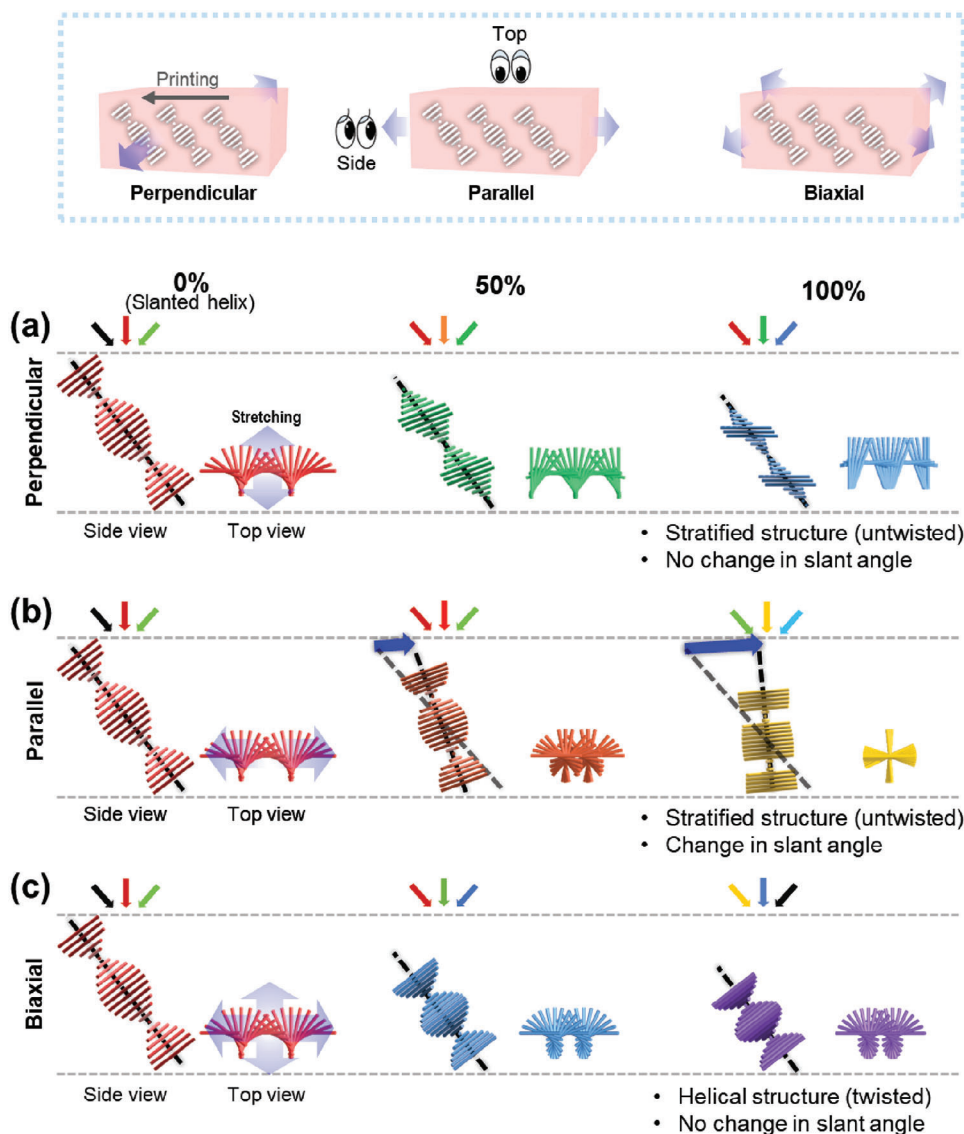 Top
Printing
Side
Perpendicular
Parallel
Biaxial
0%
(Slanted helix)
50%
100%
(a)
Perpendicular
Stretching
Side view
Top view
• Stratified structure (untwisted)
• No change in slant angle
(b)
Parallel
Side view
Top view
• Stratified structure (untwisted)
• Change in slant angle
(c)
Biaxial
Side view
Top view
• Helical structure (twisted)
• No change in slant angle